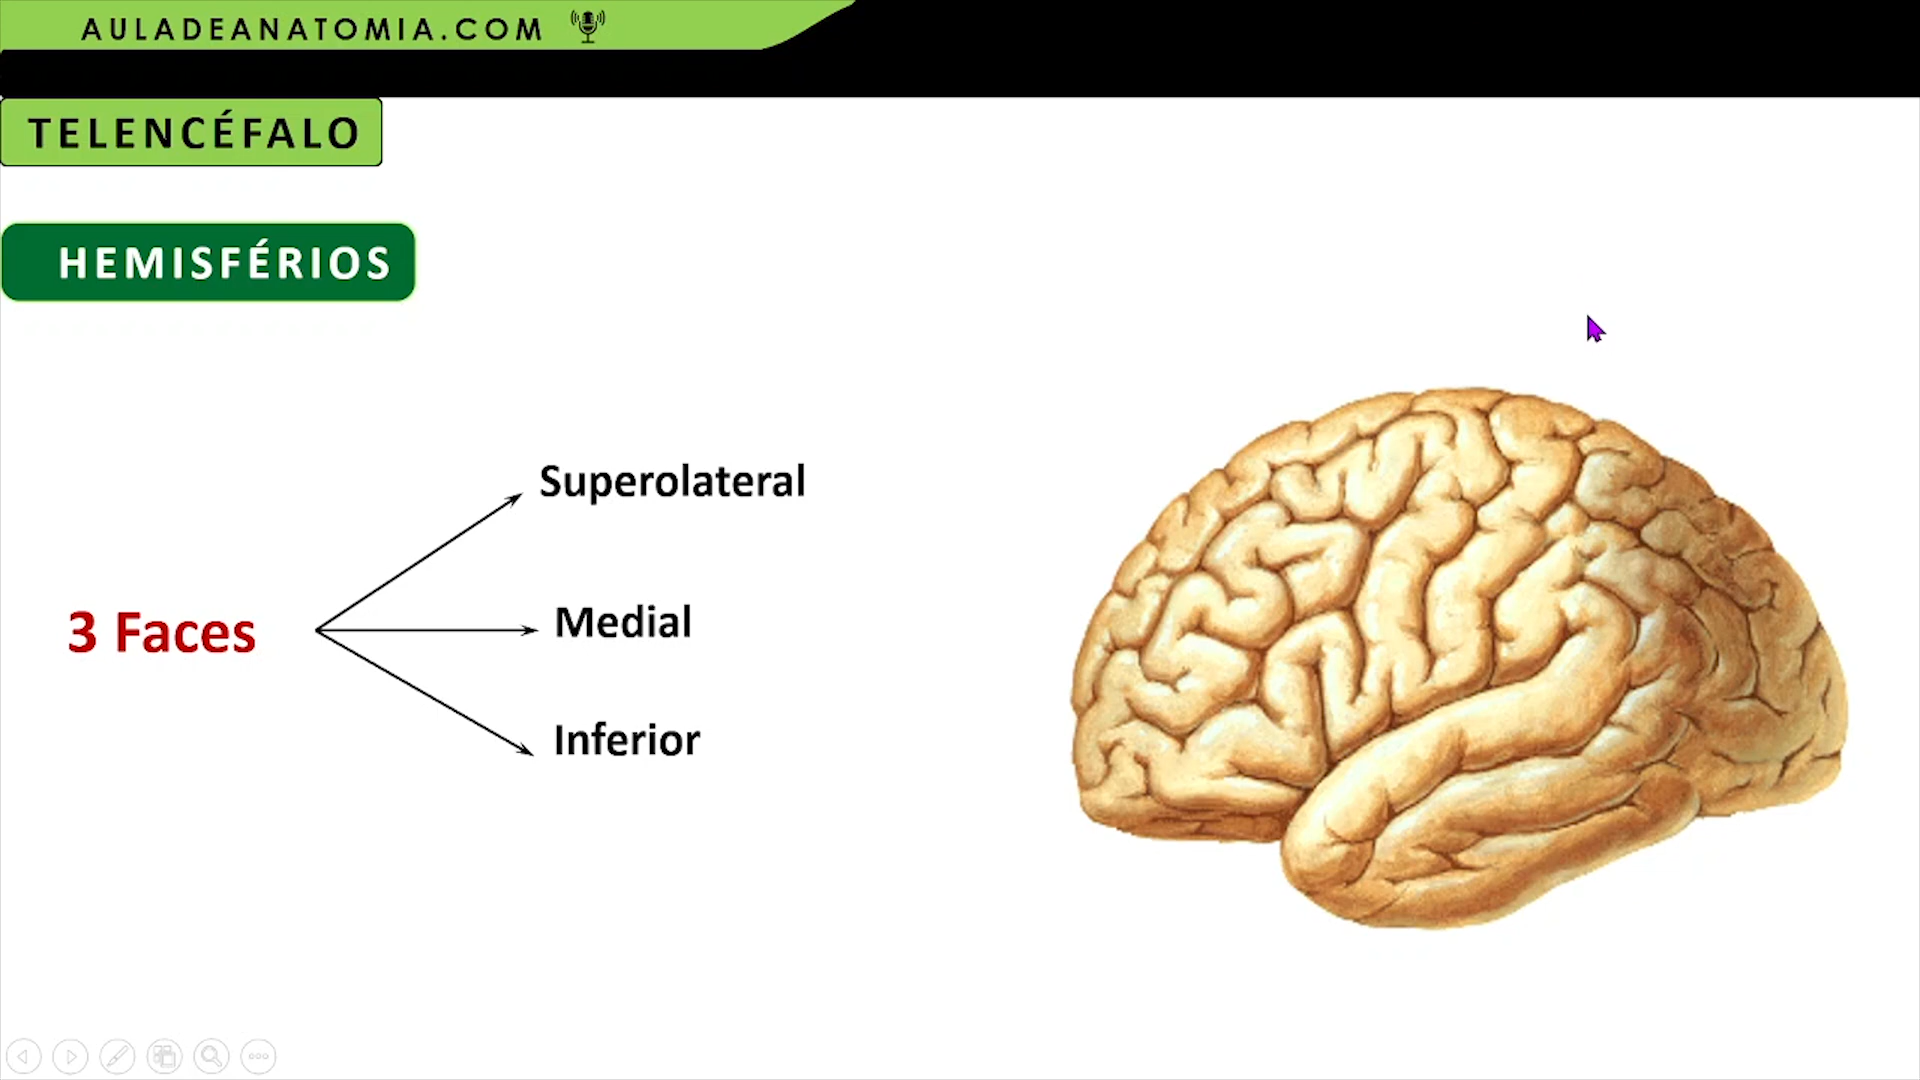 AULADEANATOMIA.COM
TELENCÉFALO
HEMISFÉRIOS
Superolateral
3 Faces
Medial
Inferior